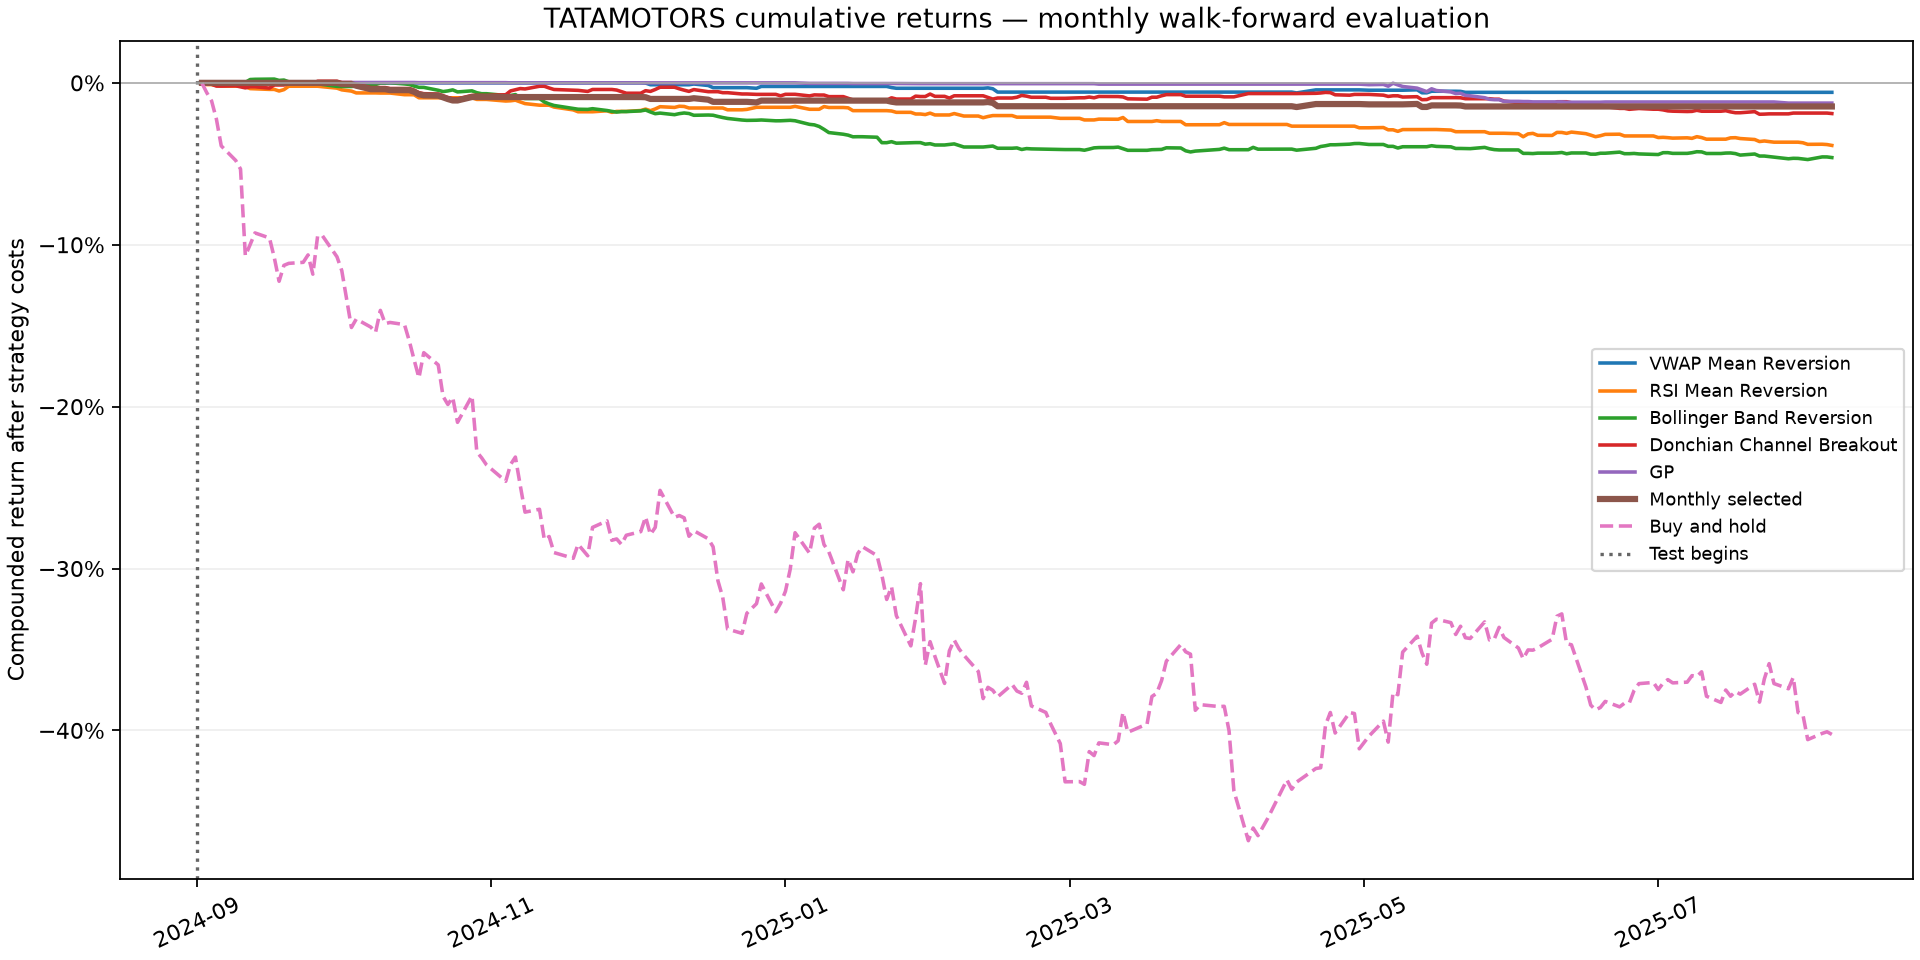 TATAMOTORS cumulative returns — monthly walk-forward evaluation
Compounded return after strategy costs
0%
−10%
−20%
−30%
−40%
VWAP Mean Reversion
RSI Mean Reversion
Bollinger Band Reversion
Donchian Channel Breakout
GP
Monthly selected
Buy and hold
Test begins
2024-09
2024-11
2025-01
2025-03
2025-05
2025-07